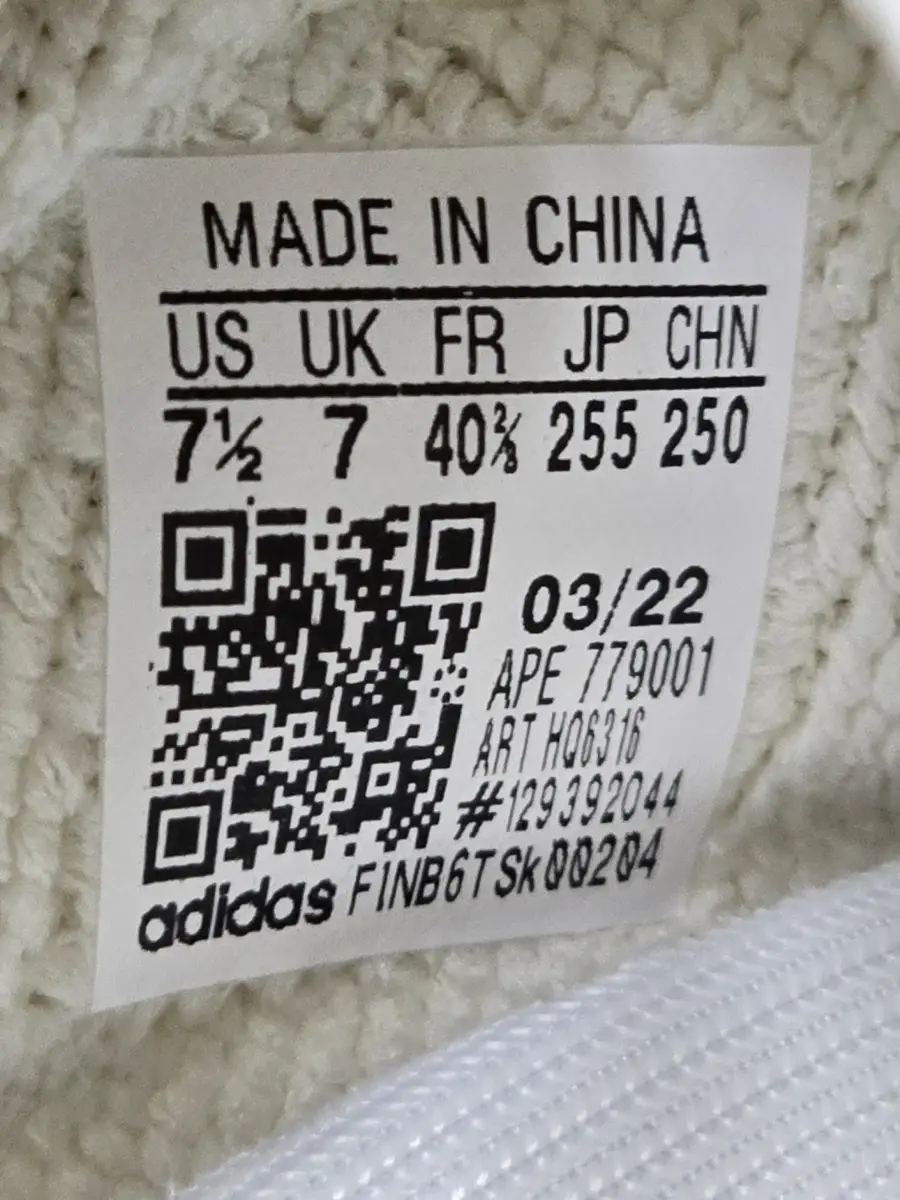 MADE IN CHINA
US UK FR JP CHN
7½ 7 40⅔ 255 250
03/22
APE 779001
ART HQ6316
#129392044
adidas F1NB6TSk00204